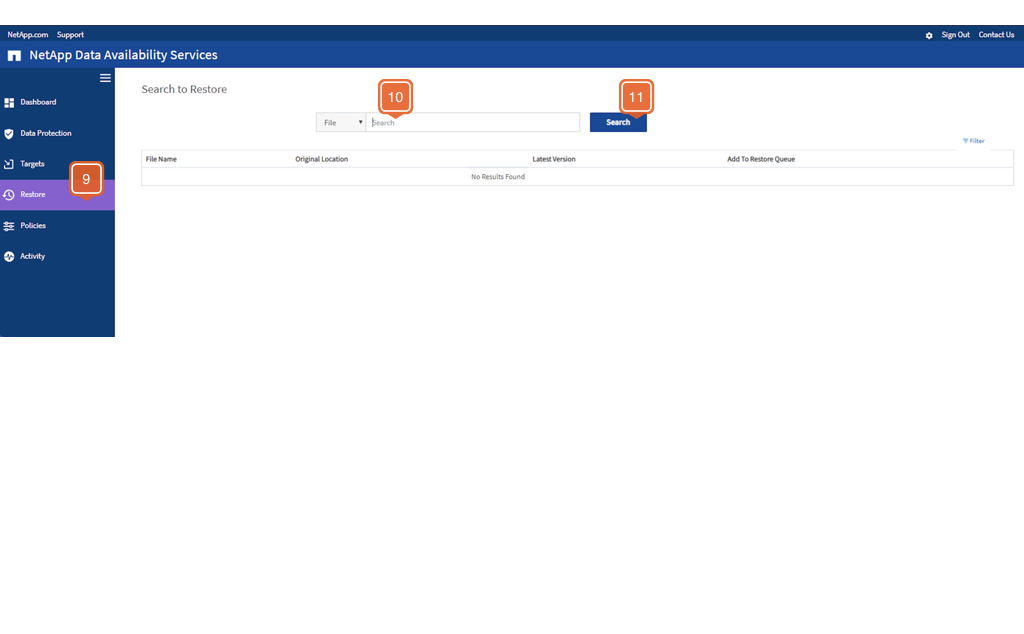 NetApp.com Support Sign Out Contact Us
NetApp Data Availability Services
Dashboard
Data Protection
Targets
Restore
9
Policies
Activity
Search to Restore
10
11
File Search Search
Filter
File Name Original Location Latest Version Add To Restore Queue
No Results Found